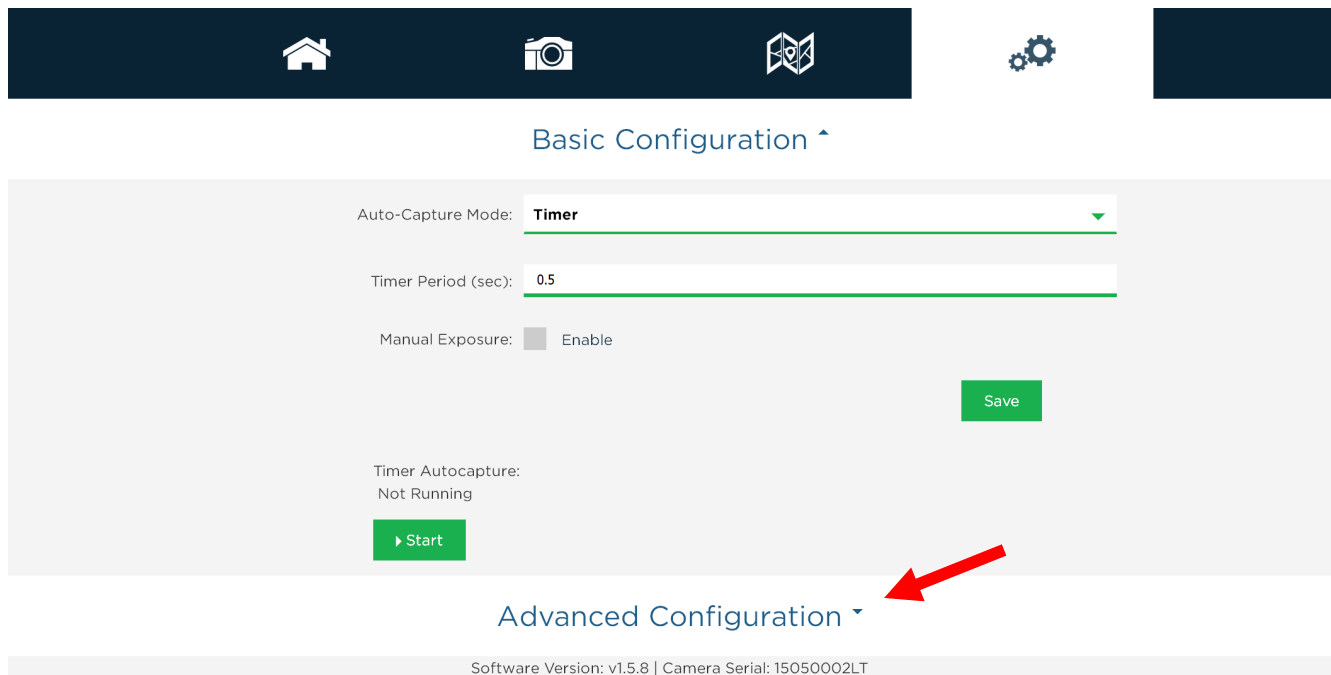 Basic Configuration
Auto-Capture Mode: Timer
Timer Period (sec): 0.5
Manual Exposure: Enable
Save
Timer Autocapture:
Not Running
Start
Advanced Configuration
Software Version: v1.5.8 | Camera Serial: 15050002LT